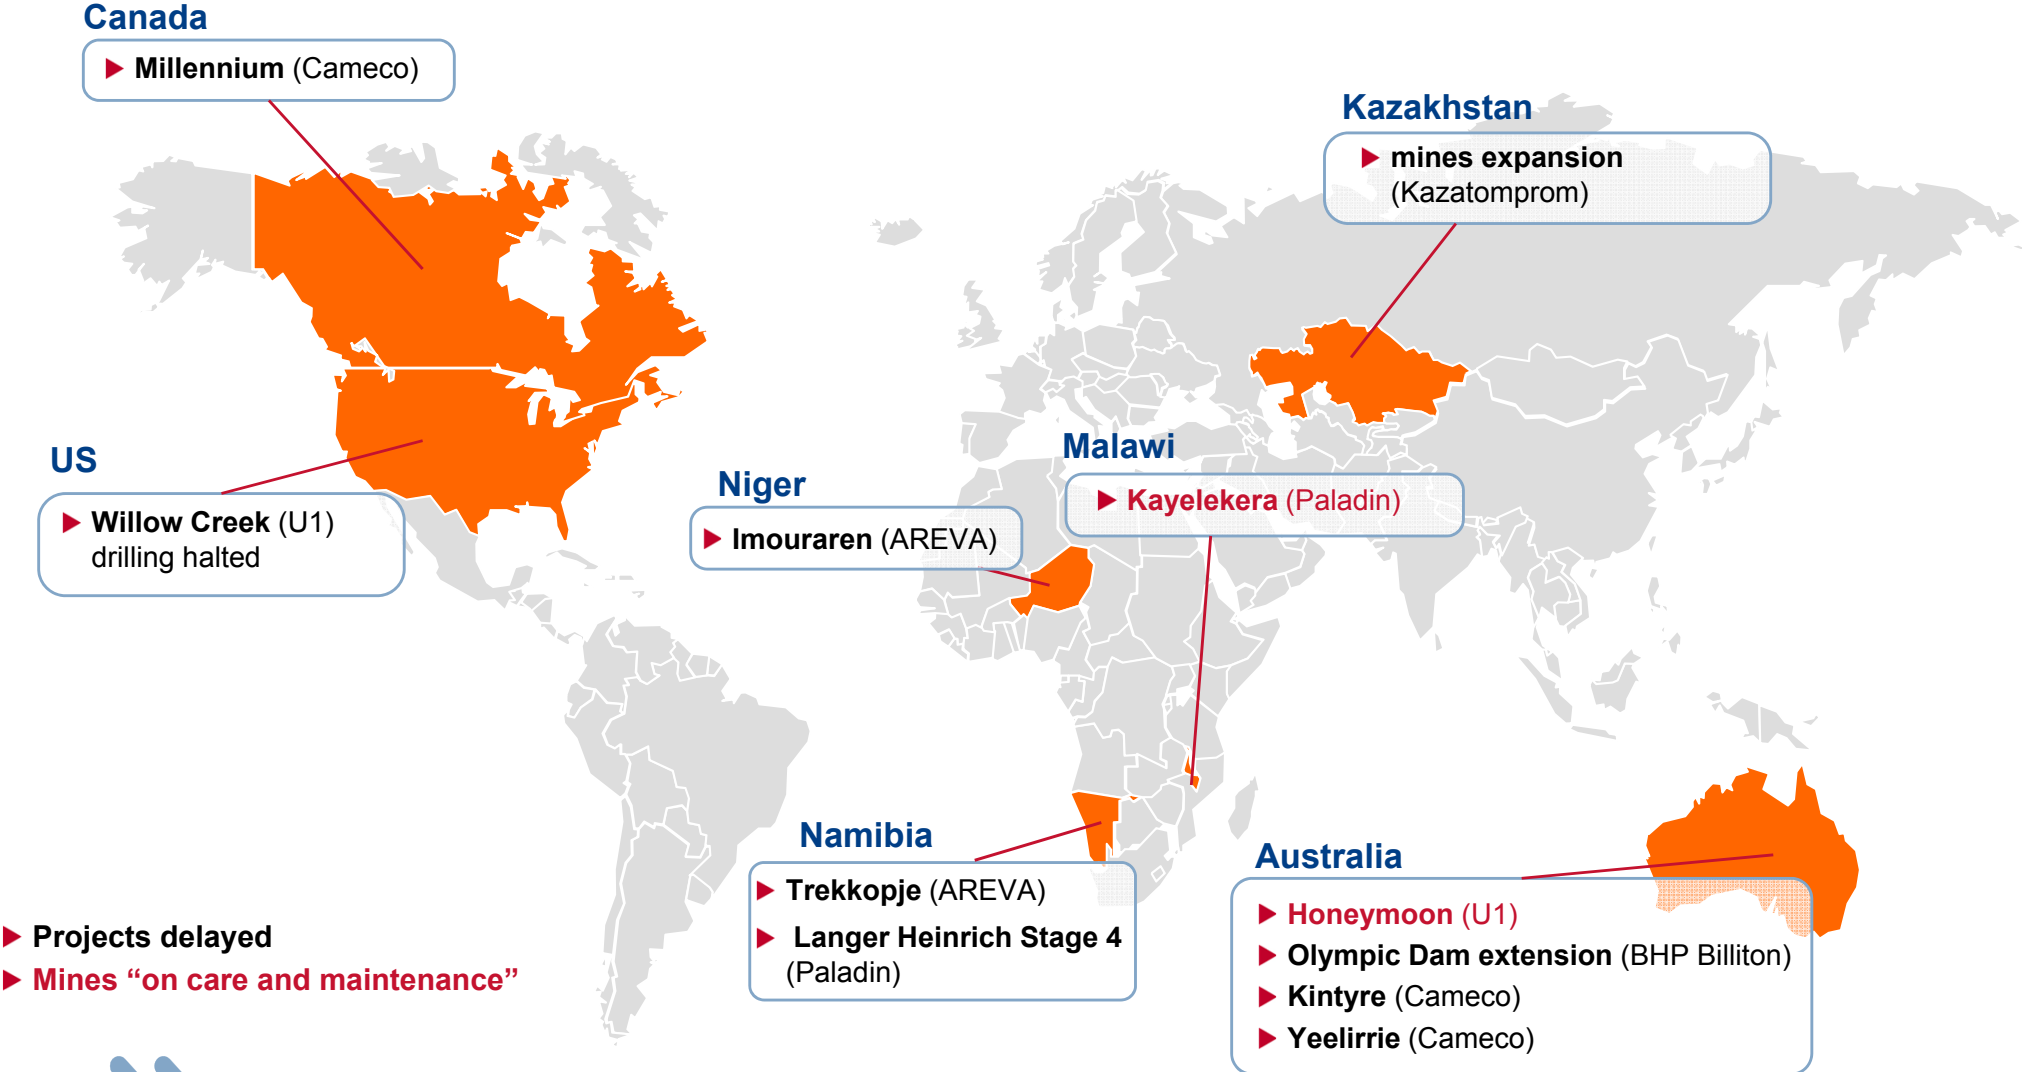 Canada
Millennium (Cameco)
Kazakhstan
mines expansion
(Kazatomprom)
US
Willow Creek (U1)
drilling halted
Niger
Imouraren (AREVA)
Malawi
Kayelekera (Paladin)
Namibia
Trekkopje (AREVA)
Langer Heinrich Stage 4
(Paladin)
Australia
Honeymoon (U1)
Olympic Dam extension (BHP Billiton)
Kintyre (Cameco)
Yeelirrie (Cameco)
Projects delayed
Mines “on care and maintenance”